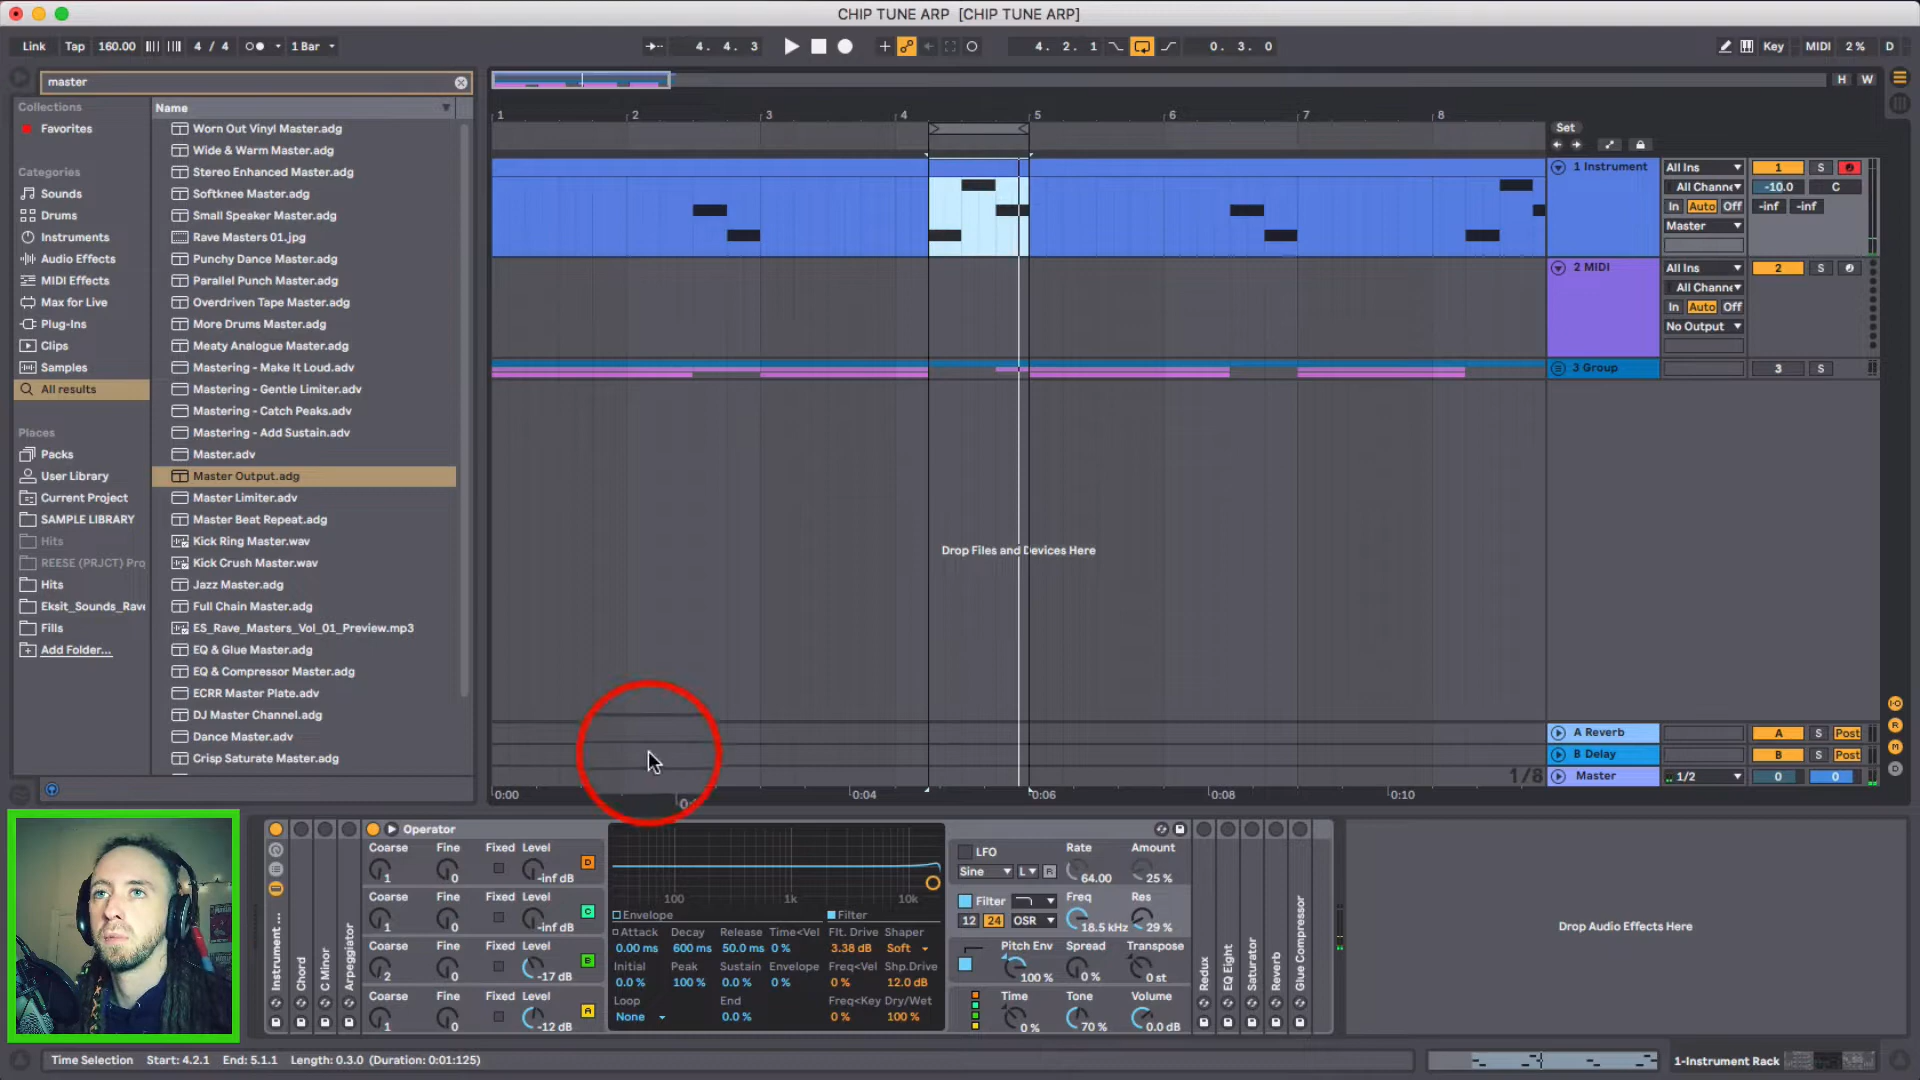 CHIP TUNE ARP [CHIP TUNE ARP]
Link Tap 160.00 4 / 4 1 Bar 4. 4. 3 4. 2. 1 0. 3. 0 Key MIDI 2 % D
master
H W
Collections
Favorites
Categories
Sounds
Drums
Instruments
Audio Effects
MIDI Effects
Max for Live
Plug-Ins
Clips
Samples
All results
Places
Packs
User Library
Current Project
SAMPLE LIBRARY
Hits
REESE (PRJCT) Pro
Hits
Eksit_Sounds_Rave
Fills
Add Folder...
Name
Worn Out Vinyl Master.adg
Wide & Warm Master.adg
Stereo Enhanced Master.adg
Softknee Master.adg
Small Speaker Master.adg
Rave Masters 01.jpg
Punchy Dance Master.adg
Parallel Punch Master.adg
Overdriven Tape Master.adg
More Drums Master.adg
Meaty Analogue Master.adg
Mastering - Make It Loud.adv
Mastering - Gentle Limiter.adv
Mastering - Catch Peaks.adv
Mastering - Add Sustain.adv
Master.adv
Master Output.adg
Master Limiter.adv
Master Beat Repeat.adg
Kick Ring Master.wav
Kick Crush Master.wav
Jazz Master.adg
Full Chain Master.adg
ES_Rave_Masters_Vol_01_Preview.mp3
EQ & Glue Master.adg
EQ & Compressor Master.adg
ECRR Master Plate.adv
DJ Master Channel.adg
Dance Master.adv
Crisp Saturate Master.adg
1 2 3 4 5 6 7 8
Set
1 Instrument All Ins 1 S
All Channe -10.0 C
In Auto Off -inf -inf
Master
2 MIDI All Ins 2 S
All Channe
In Auto Off
No Output
3 Group 3 S
Drop Files and Devices Here
A Reverb A S Post
B Delay B S Post
1/8 Master 1/2 0 0
0:00 0:04 0:06 0:08 0:10
Instrument ...
Chord
C Minor
Arpeggiator
Operator
Coarse Fine Fixed Level
1 0 -inf dB D
Coarse Fine Fixed Level
1 0 -inf dB C
Coarse Fine Fixed Level
2 0 -17 dB B
Coarse Fine Fixed Level
1 0 -12 dB A
100 1k 10k
Envelope Filter
Attack Decay Release Time<Vel Flt. Drive Shaper
0.00 ms 600 ms 50.0 ms 0 % 3.38 dB Soft
Initial Peak Sustain Envelope Freq<Vel Shp.Drive
0.0 % 100 % 0.0 % 0 % 0 % 12.0 dB
Loop End Freq<Key Dry/Wet
None 0.0 % 0 % 100 %
LFO Rate Amount
Sine L R 64.00 25 %
Filter Freq Res
12 24 OSR 18.5 kHz 29 %
Pitch Env Spread Transpose
100 % 0 % 0 st
Time Tone Volume
0 % 70 % 0.0 dB
Redux
EQ Eight
Saturator
Reverb
Glue Compressor
Drop Audio Effects Here
Time Selection Start: 4.2.1 End: 5.1.1 Length: 0.3.0 (Duration: 0:01:125)
1-Instrument Rack